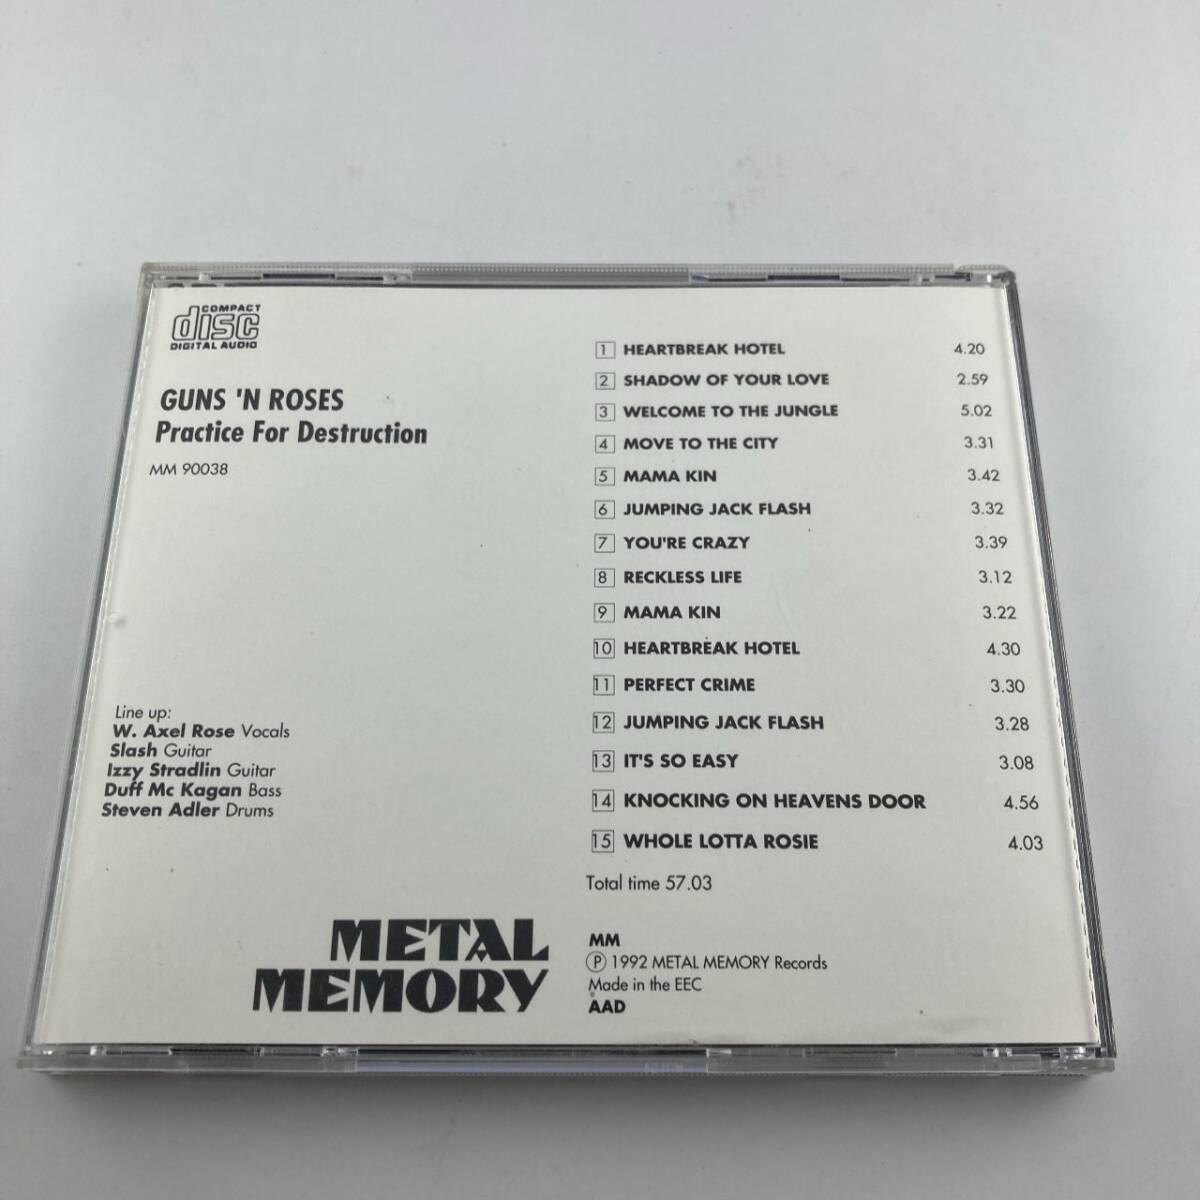 COMPACT
disc
DIGITAL AUDIO
GUNS 'N ROSES
Practice For Destruction
MM 90038
Line up:
W. Axel Rose Vocals
Slash Guitar
Izzy Stradlin Guitar
Duff Mc Kagan Bass
Steven Adler Drums
METAL
MEMORY
1 HEARTBREAK HOTEL 4.20
2 SHADOW OF YOUR LOVE 2.59
3 WELCOME TO THE JUNGLE 5.02
4 MOVE TO THE CITY 3.31
5 MAMA KIN 3.42
6 JUMPING JACK FLASH 3.32
7 YOU'RE CRAZY 3.39
8 RECKLESS LIFE 3.12
9 MAMA KIN 3.22
10 HEARTBREAK HOTEL 4.30
11 PERFECT CRIME 3.30
12 JUMPING JACK FLASH 3.28
13 IT'S SO EASY 3.08
14 KNOCKING ON HEAVENS DOOR 4.56
15 WHOLE LOTTA ROSIE 4.03
Total time 57.03
MM
℗ 1992 METAL MEMORY Records
Made in the EEC
AAD